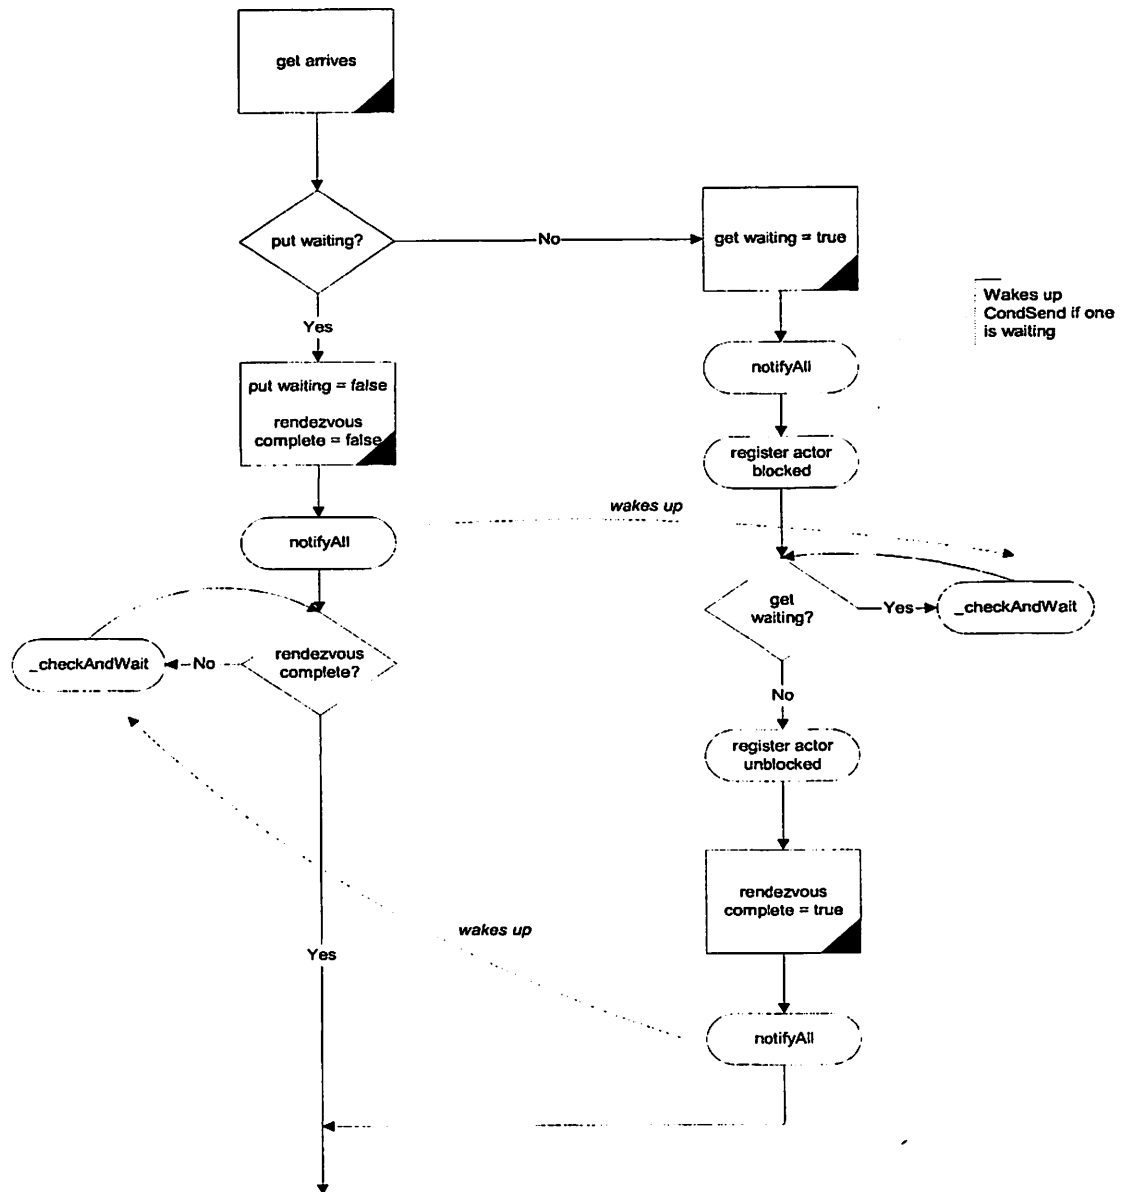 get arrives
put waiting?
No
get waiting = true
Wakes up
CondSend if one
is waiting
Yes
notifyAll
put waiting = false
rendezvous
complete = false
register actor
blocked
wakes up
notifyAll
get
waiting?
Yes
_checkAndWait
rendezvous
complete?
No
_checkAndWait
No
register actor
unblocked
rendezvous
complete = true
wakes up
Yes
notifyAll